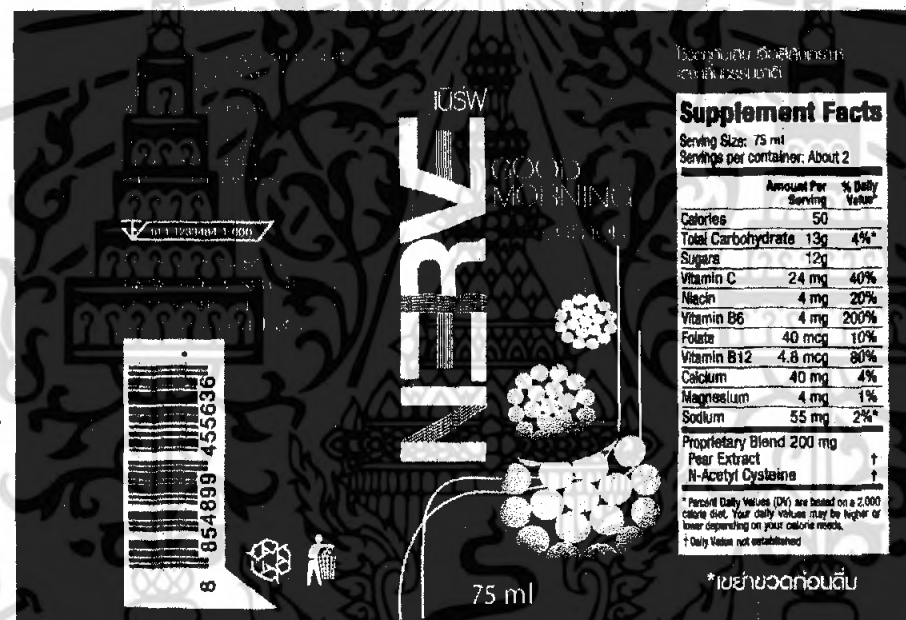 เนิร์ฟ
NERVE
GOOD
MORNING
75 ml
8 854899 455636
Supplement Facts
Serving Size: 75 ml
Servings per container: About 2
Amount Per Serving % Daily Value*
Calories 50
Total Carbohydrate 13g 4%*
Sugars 12g
Vitamin C 24 mg 40%
Niacin 4 mg 20%
Vitamin B6 4 mg 200%
Folate 40 mcg 10%
Vitamin B12 4.8 mcg 80%
Calcium 40 mg 4%
Magnesium 4 mg 1%
Sodium 55 mg 2%*
Proprietary Blend 200 mg
Pear Extract †
N-Acetyl Cysteine †
* Percent Daily Values (DV) are based on a 2,000
calorie diet. Your daily values may be higher or
lower depending on your calorie needs.
† Daily Value not established
*เขย่าขวดก่อนดื่ม